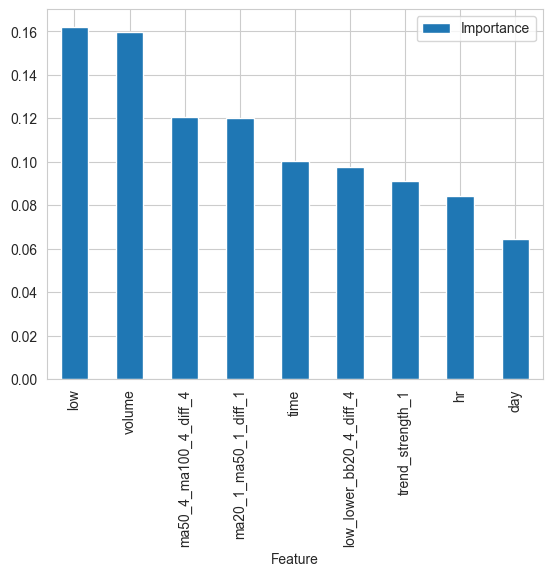 Importance
0.16
0.14
0.12
0.10
0.08
0.06
0.04
0.02
0.00
low
volume
ma50_4_ma100_4_diff_4
ma20_1_ma50_1_diff_1
time
low_lower_bb20_4_diff_4
trend_strength_1
hr
day
Feature